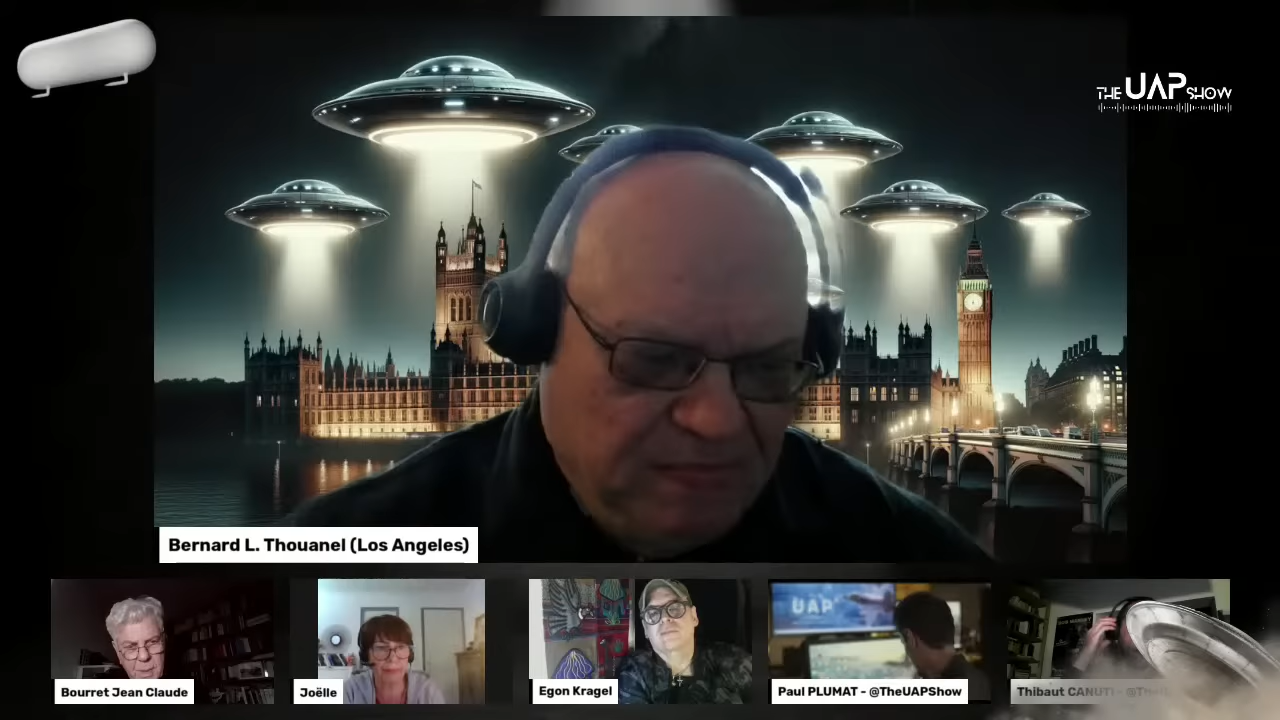 THE UAP SHOW
Bernard L. Thouanel (Los Angeles)
UAP
Bourret Jean Claude
Joëlle
Egon Kragel
Paul PLUMAT - @TheUAPShow
Thibaut CANUTI